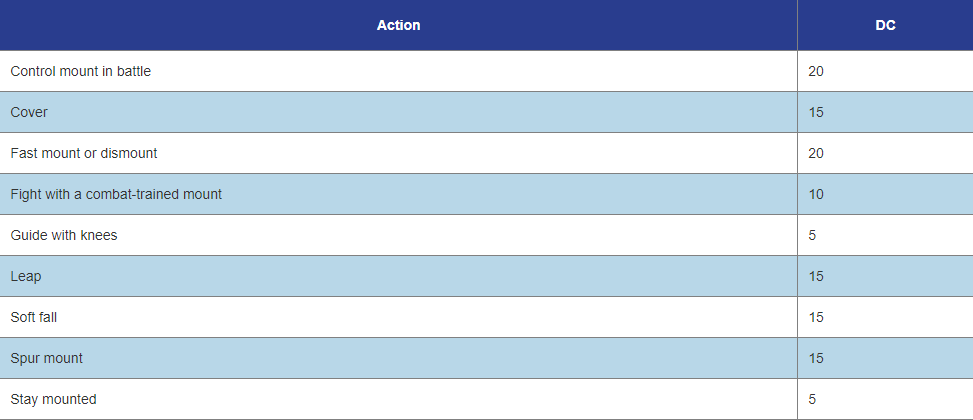 Action DC
Control mount in battle 20
Cover 15
Fast mount or dismount 20
Fight with a combat-trained mount 10
Guide with knees 5
Leap 15
Soft fall 15
Spur mount 15
Stay mounted 5